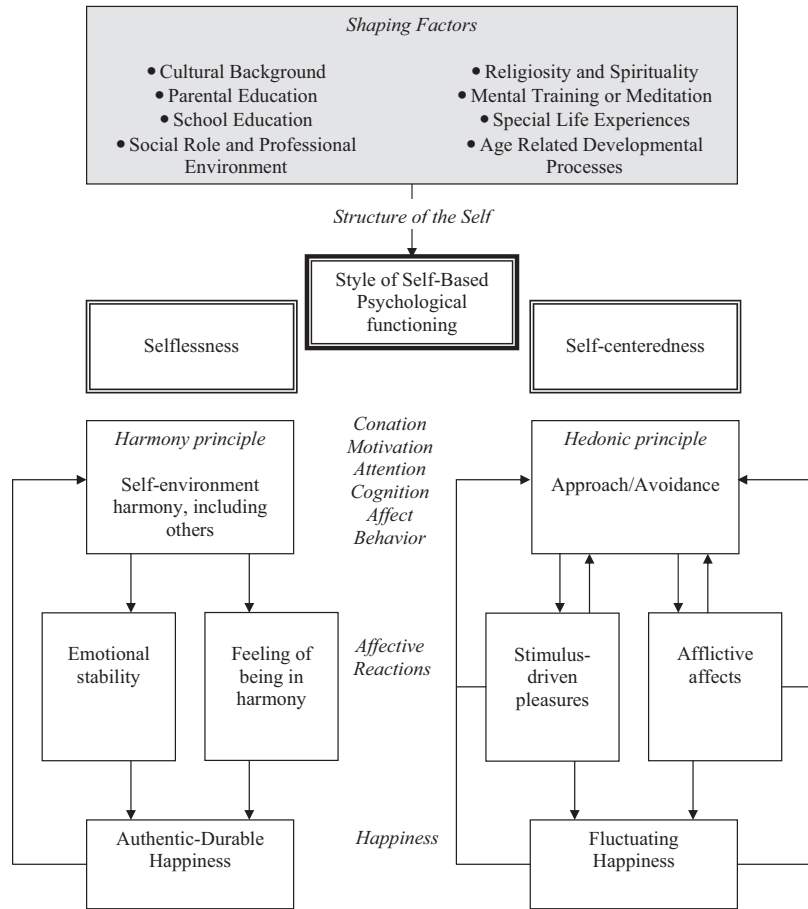 Shaping Factors
• Cultural Background
• Parental Education
• School Education
• Social Role and Professional
Environment
• Religiosity and Spirituality
• Mental Training or Meditation
• Special Life Experiences
• Age Related Developmental
Processes
Structure of the Self
Style of Self-Based
Psychological
functioning
Selflessness
Self-centeredness
Harmony principle
Self-environment
harmony, including
others
Conation
Motivation
Attention
Cognition
Affect
Behavior
Hedonic principle
Approach/Avoidance
Emotional
stability
Feeling of
being in
harmony
Affective
Reactions
Stimulus-
driven
pleasures
Afflictive
affects
Authentic-Durable
Happiness
Happiness
Fluctuating
Happiness